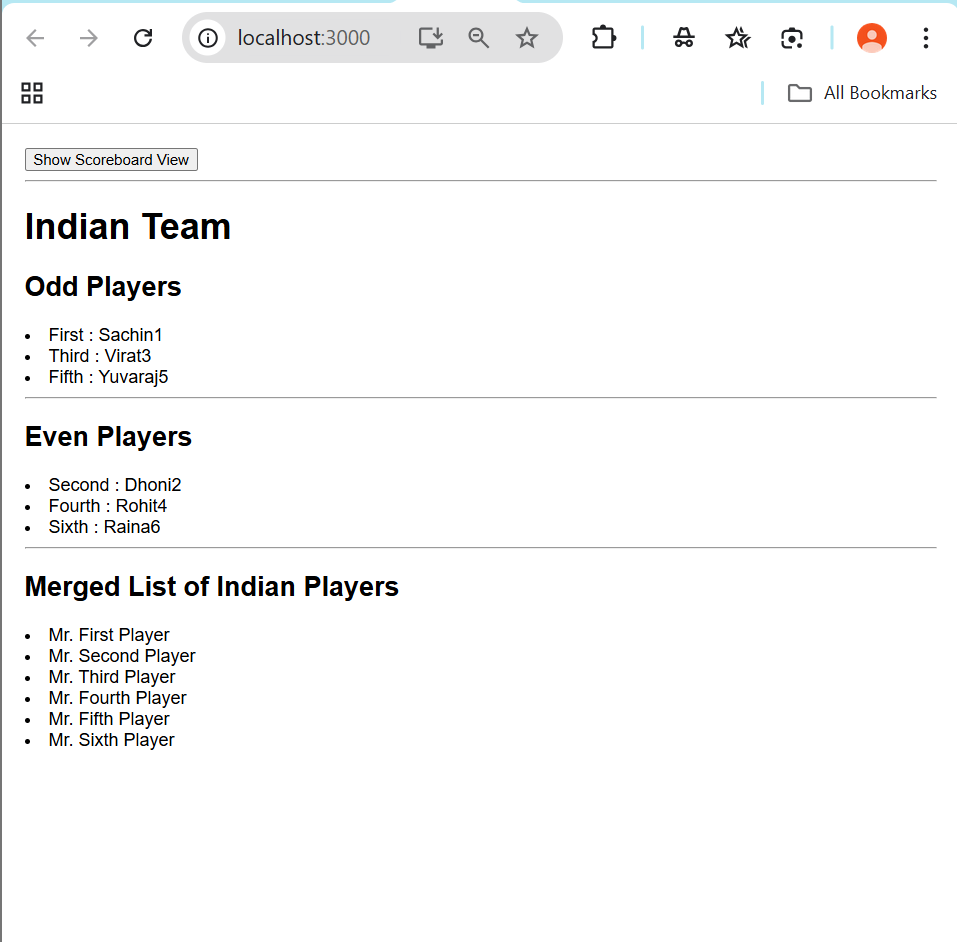 localhost:3000
All Bookmarks
Show Scoreboard View
Indian Team
Odd Players
First : Sachin1
Third : Virat3
Fifth : Yuvaraj5
Even Players
Second : Dhoni2
Fourth : Rohit4
Sixth : Raina6
Merged List of Indian Players
Mr. First Player
Mr. Second Player
Mr. Third Player
Mr. Fourth Player
Mr. Fifth Player
Mr. Sixth Player